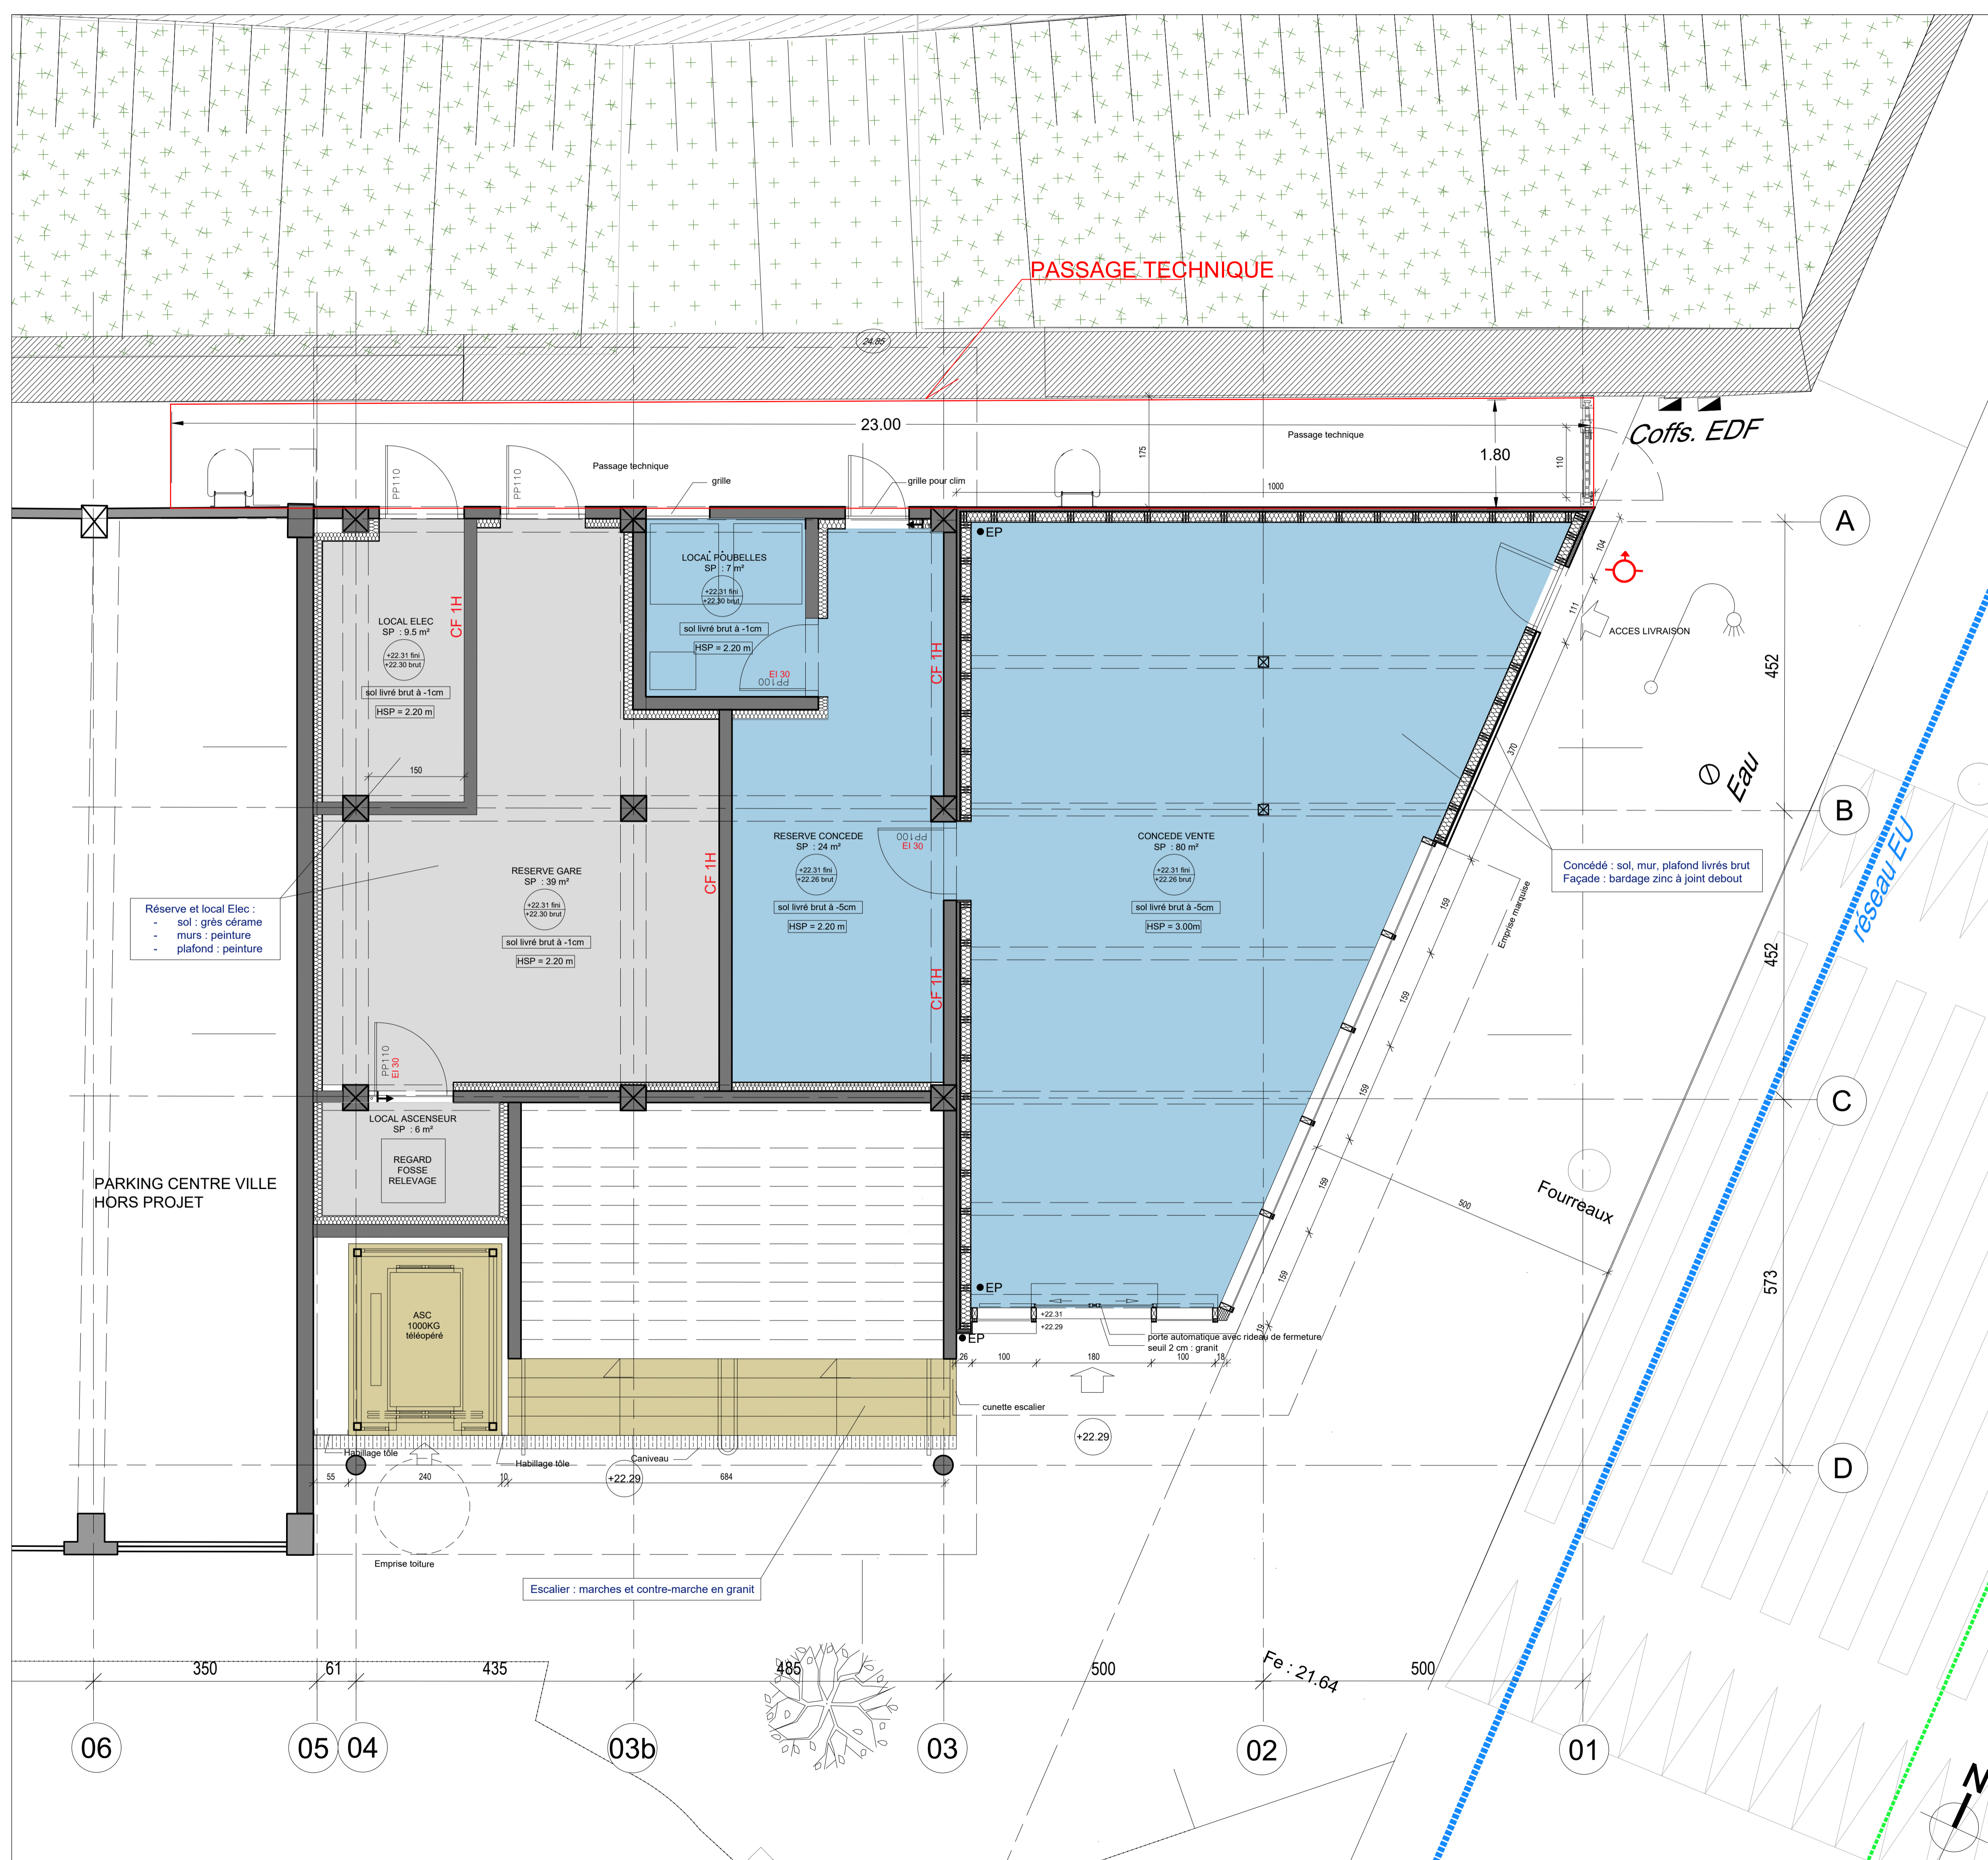 PASSAGE TECHNIQUE
24.85
23.00
Coffs. EDF
Passage technique
1.80
175
110
Passage technique
grille
grille pour clim
1000
PP110
PP110
A
EP
104
LOCAL POUBELLES
SP : 7 m²
+22.31 fini
+22.30 brut
sol livré brut à -1cm
HSP = 2.20 m
EI 30
PP100
CF 1H
CF 1H
LOCAL ELEC
SP : 9.5 m²
+22.31 fini
+22.30 brut
sol livré brut à -1cm
HSP = 2.20 m
111
ACCES LIVRAISON
452
370
150
Eau
B
RESERVE CONCEDE
SP : 24 m²
+22.31 fini
+22.26 brut
sol livré brut à -5cm
HSP = 2.20 m
PP100
EI 30
CONCEDE VENTE
SP : 80 m²
+22.31 fini
+22.26 brut
sol livré brut à -5cm
HSP = 3.00m
CF 1H
RESERVE GARE
SP : 39 m²
+22.31 fini
+22.30 brut
sol livré brut à -1cm
HSP = 2.20 m
Concédé : sol, mur, plafond livrés brut
Façade : bardage zinc à joint debout
réseau EU
Réserve et local Elec :
- sol : grès cérame
- murs : peinture
- plafond : peinture
159
Emprise marquise
452
CF 1H
159
PP110
EI 30
159
C
LOCAL ASCENSEUR
SP : 6 m²
REGARD
FOSSE
RELEVAGE
PARKING CENTRE VILLE
HORS PROJET
159
500
Fourreaux
159
573
EP
ASC
1000KG
téléopéré
+22.31
+22.29
19
EP
porte automatique avec rideau de fermeture
seuil 2 cm : granit
26
100
180
100
18
cunette escalier
+22.29
Habillage tôle
Habillage tôle
Caniveau
D
55
240
10
+22.29
684
Emprise toiture
Escalier : marches et contre-marche en granit
350
61
435
485
500
Fe : 21.64
500
06
05
04
03b
03
02
01
N